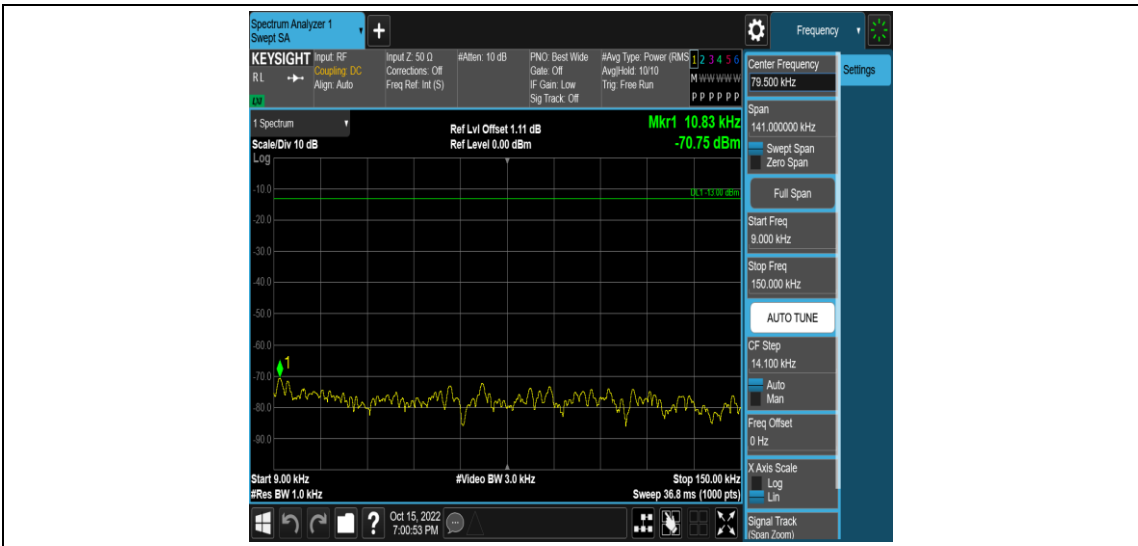 Spectrum Analyzer 1
Swept SA
+
Frequency
KEYSIGHT
RL
LXI
Input: RF
Coupling: DC
Align: Auto
Input Z: 50 Ω
Corrections: Off
Freq Ref: Int (S)
#Atten: 10 dB
PNO: Best Wide
Gate: Off
IF Gain: Low
Sig Track: Off
#Avg Type: Power (RMS
Avg|Hold: 10/10
Trig: Free Run
1 2 3 4 5 6
M W W W W W
P P P P P P
1 Spectrum
Scale/Div 10 dB
Ref Lvl Offset 1.11 dB
Ref Level 0.00 dBm
Mkr1 10.83 kHz
-70.75 dBm
Log
DL1 -13.00 dBm
-10.0
-20.0
-30.0
-40.0
-50.0
-60.0
1
-70.0
-80.0
-90.0
Start 9.00 kHz
#Video BW 3.0 kHz
Stop 150.00 kHz
#Res BW 1.0 kHz
Sweep 36.8 ms (1000 pts)
?
Oct 15, 2022
7:00:53 PM
Center Frequency
79.500 kHz
Settings
Span
141.000000 kHz
Swept Span
Zero Span
Full Span
Start Freq
9.000 kHz
Stop Freq
150.000 kHz
AUTO TUNE
CF Step
14.100 kHz
Auto
Man
Freq Offset
0 Hz
X Axis Scale
Log
Lin
Signal Track
(Span Zoom)